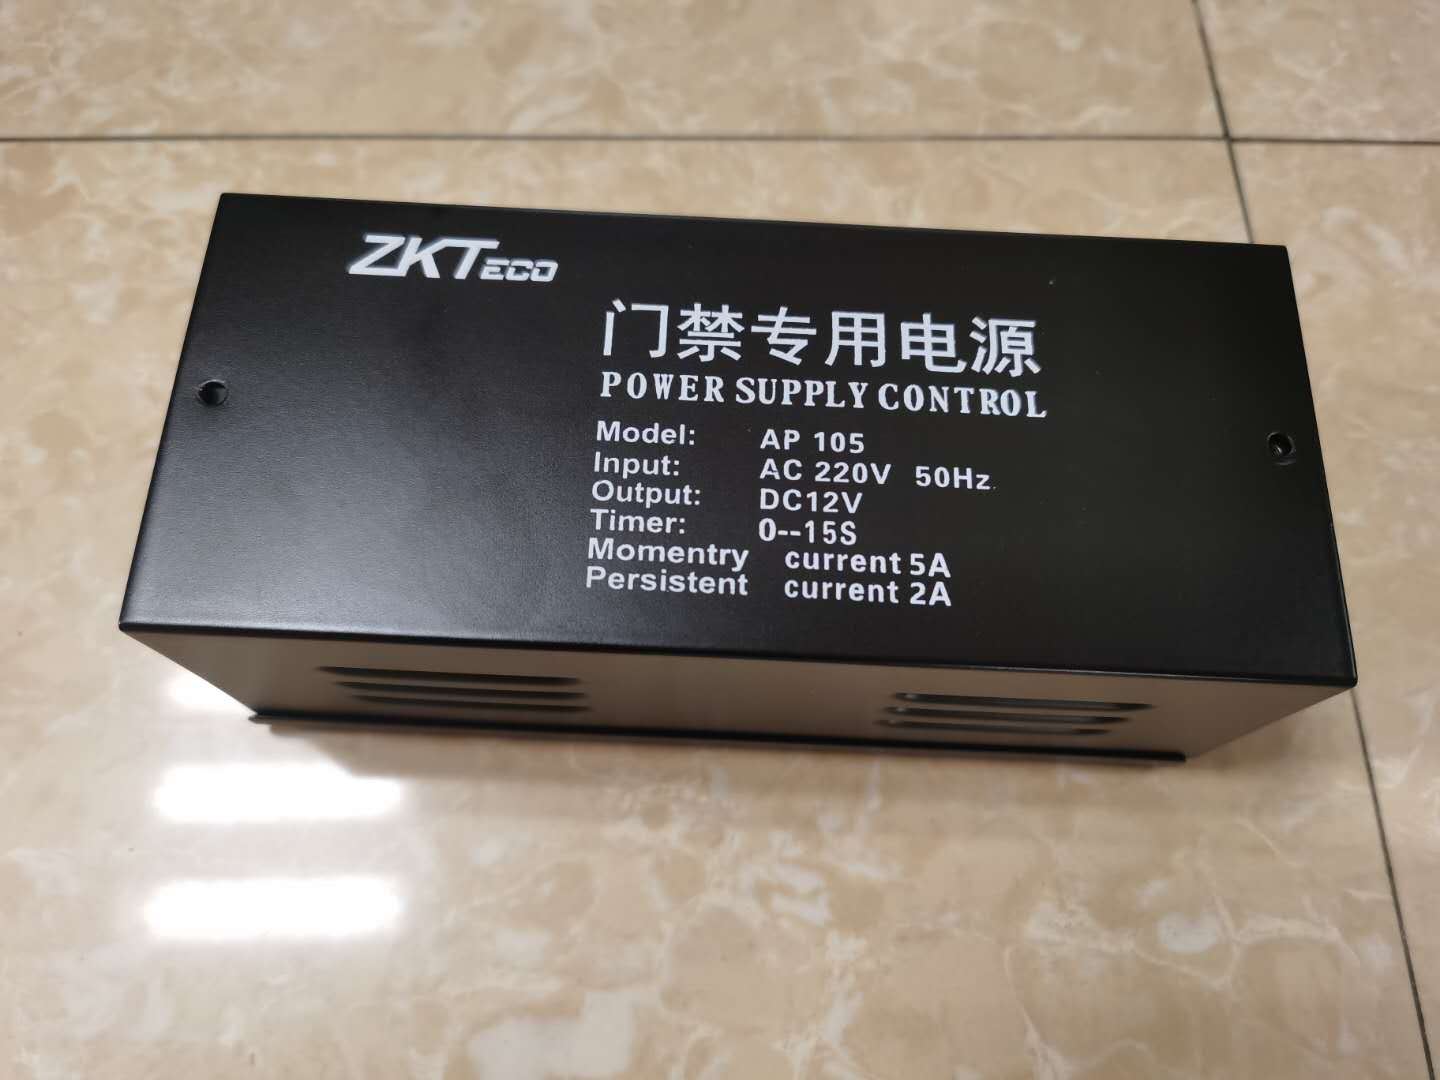 ZKTECO
门禁专用电源
POWER SUPPLY CONTROL
Model: AP 105
Input: AC 220V 50Hz
Output: DC12V
Timer: 0--15S
Momentry current 5A
Persistent current 2A